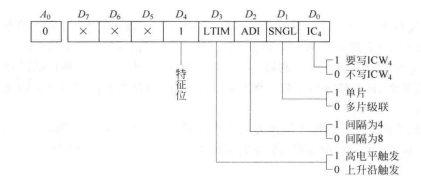 A₀ D₇ D₆ D₅ D₄ D₃ D₂ D₁ D₀
0 × × × 1 LTIM ADI SNGL IC₄
特征位
1 要写ICW₄
0 不写ICW₄
1 单片
0 多片级联
1 间隔为4
0 间隔为8
1 高电平触发
0 上升沿触发